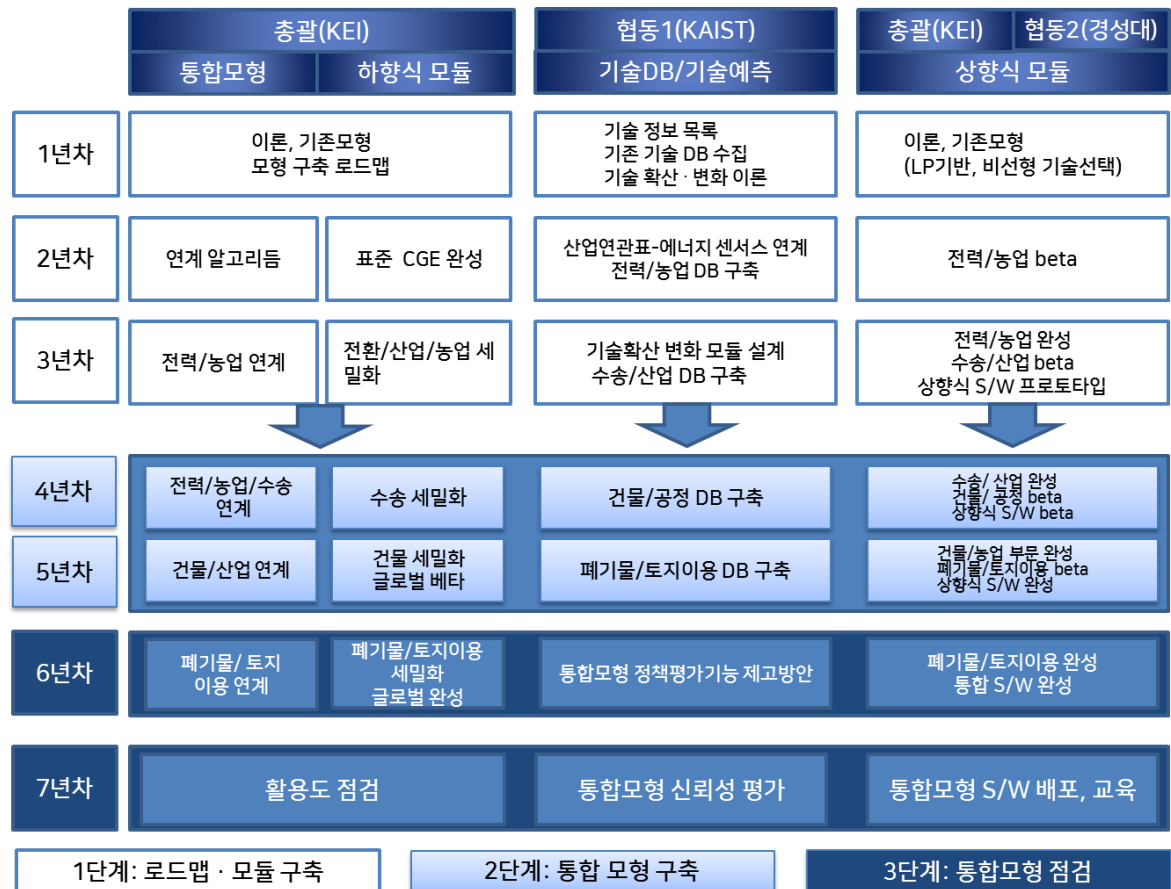 총괄(KEI)
협동1(KAIST)
총괄(KEI)
협동2(경성대)
통합모형
하향식 모듈
기술DB/기술예측
상향식 모듈
1년차
이론, 기존모형
모형 구축 로드맵
기술 정보 목록
기존 기술 DB 수집
기술 확산 · 변화 이론
이론, 기존모형
(LP기반, 비선형 기술선택)
2년차
연계 알고리듬
표준 CGE 완성
산업연관표-에너지 센서스 연계
전력/농업 DB 구축
전력/농업 beta
3년차
전력/농업 연계
전환/산업/농업 세
밀화
기술확산 변화 모듈 설계
수송/산업 DB 구축
전력/농업 완성
수송/산업 beta
상향식 S/W 프로토타입
4년차
전력/농업/수송
연계
수송 세밀화
건물/공정 DB 구축
수송/ 산업 완성
건물/ 공정 beta
상향식 S/W beta
5년차
건물/산업 연계
건물 세밀화
글로벌 베타
폐기물/토지이용 DB 구축
건물/농업 부문 완성
폐기물/토지이용 beta
상향식 S/W 완성
6년차
폐기물/ 토지
이용 연계
폐기물/토지이용
세밀화
글로벌 완성
통합모형 정책평가기능 제고방안
폐기물/토지이용 완성
통합 S/W 완성
7년차
활용도 점검
통합모형 신뢰성 평가
통합모형 S/W 배포, 교육
1단계: 로드맵 · 모듈 구축
2단계: 통합 모형 구축
3단계: 통합모형 점검